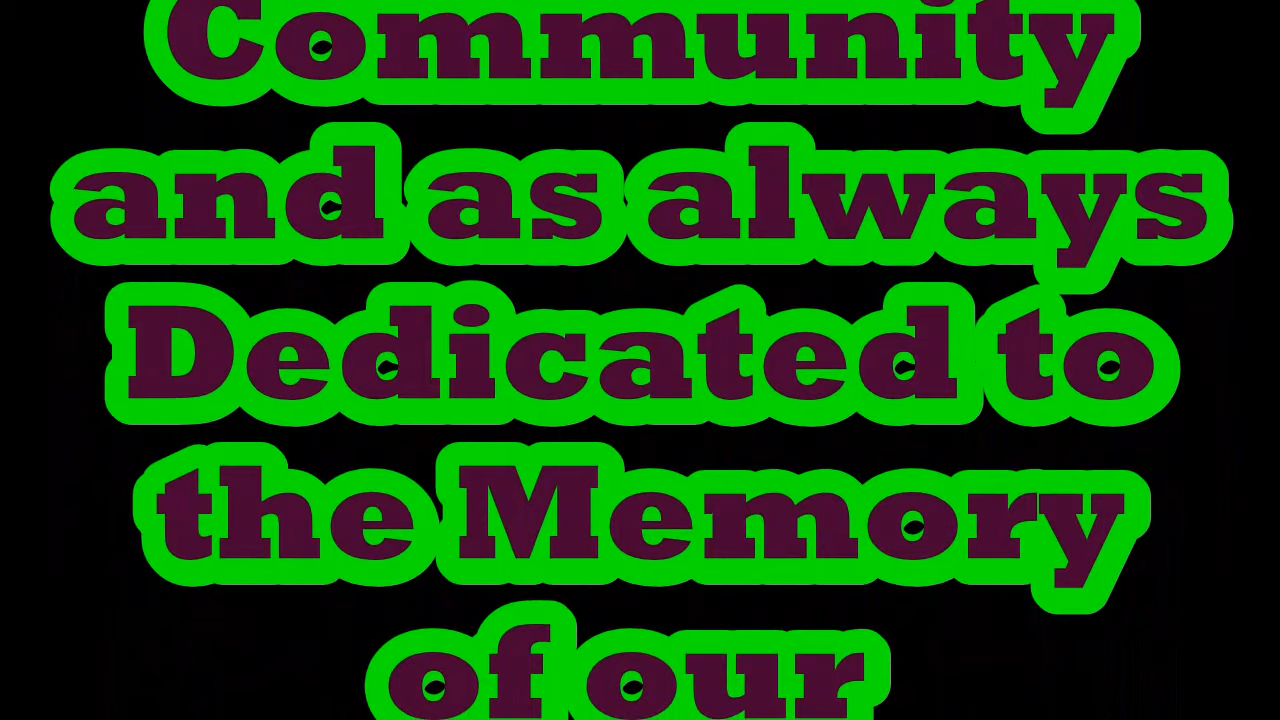 Community
and as always
Dedicated to
the Memory
of our